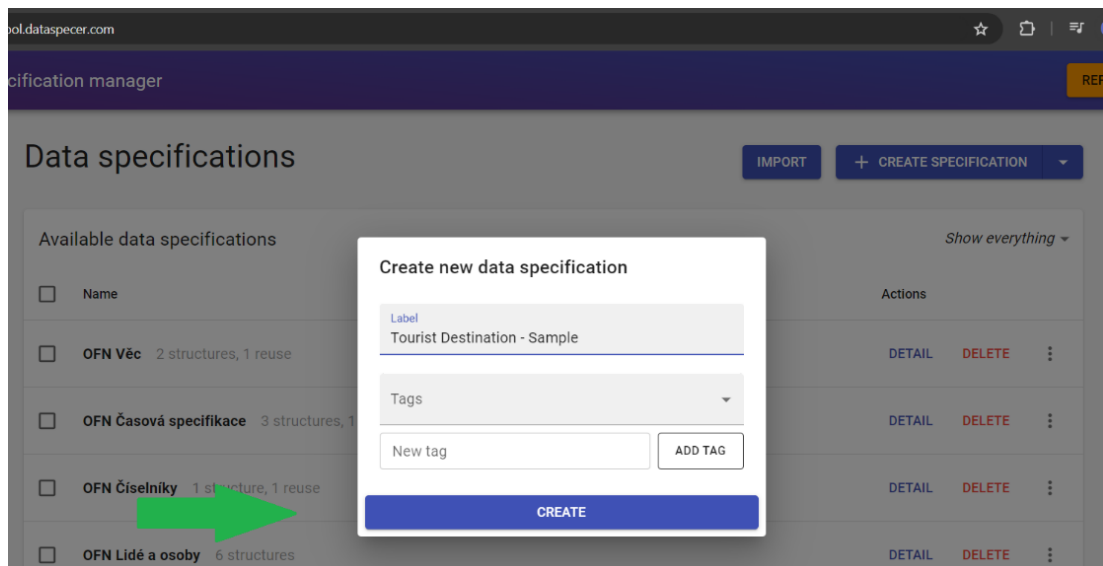 ool.dataspecer.com
cification manager
REF
Data specifications
IMPORT
+ CREATE SPECIFICATION
Available data specifications
Show everything
Name
Actions
OFN Věc 2 structures, 1 reuse
DETAIL DELETE
OFN Časová specifikace 3 structures, 1
DETAIL DELETE
OFN Číselníky 1 structure, 1 reuse
DETAIL DELETE
OFN Lidé a osoby 6 structures
DETAIL DELETE
Create new data specification
Label
Tourist Destination - Sample
Tags
New tag
ADD TAG
CREATE